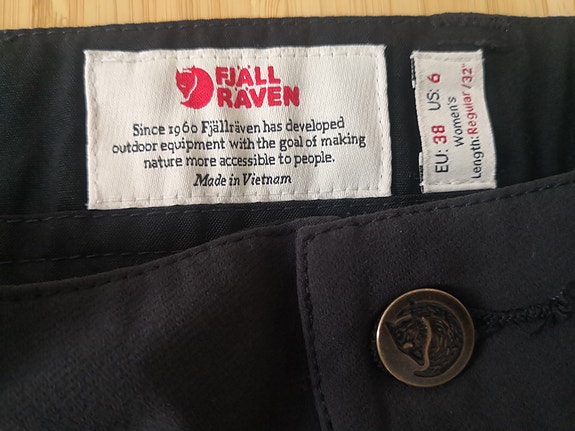 FJÄLL
RÄVEN
Since 1960 Fjällräven has developed
outdoor equipment with the goal of making
nature more accessible to people.
Made in Vietnam
EU: 38 US: 6
Women's
Length: Regular /32"